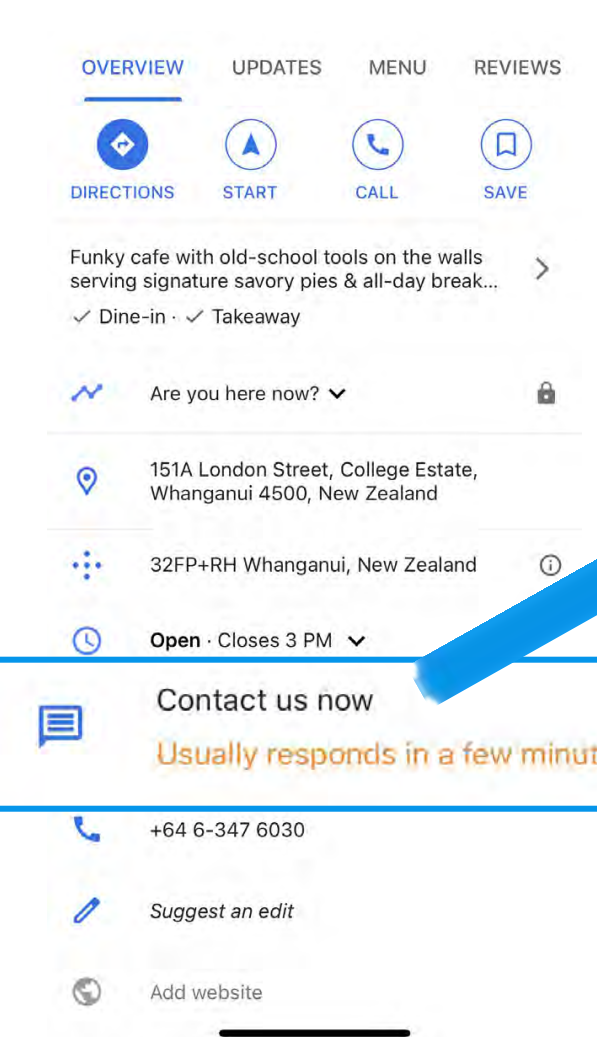 OVERVIEW UPDATES MENU REVIEWS
DIRECTIONS START CALL SAVE
Funky cafe with old-school tools on the walls
serving signature savory pies & all-day break...
Dine-in · Takeaway
Are you here now?
151A London Street, College Estate,
Whanganui 4500, New Zealand
32FP+RH Whanganui, New Zealand
Open · Closes 3 PM
Contact us now
Usually responds in a few minut
+64 6-347 6030
Suggest an edit
Add website